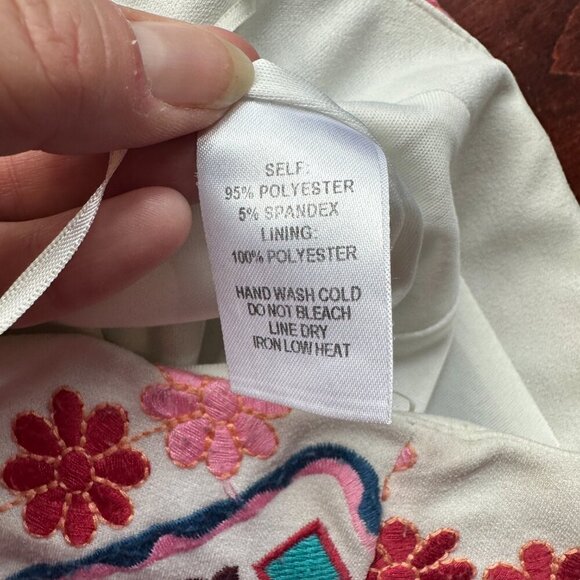 SELF:
95% POLYESTER
5% SPANDEX
LINING:
100% POLYESTER
HAND WASH COLD
DO NOT BLEACH
LINE DRY
IRON LOW HEAT